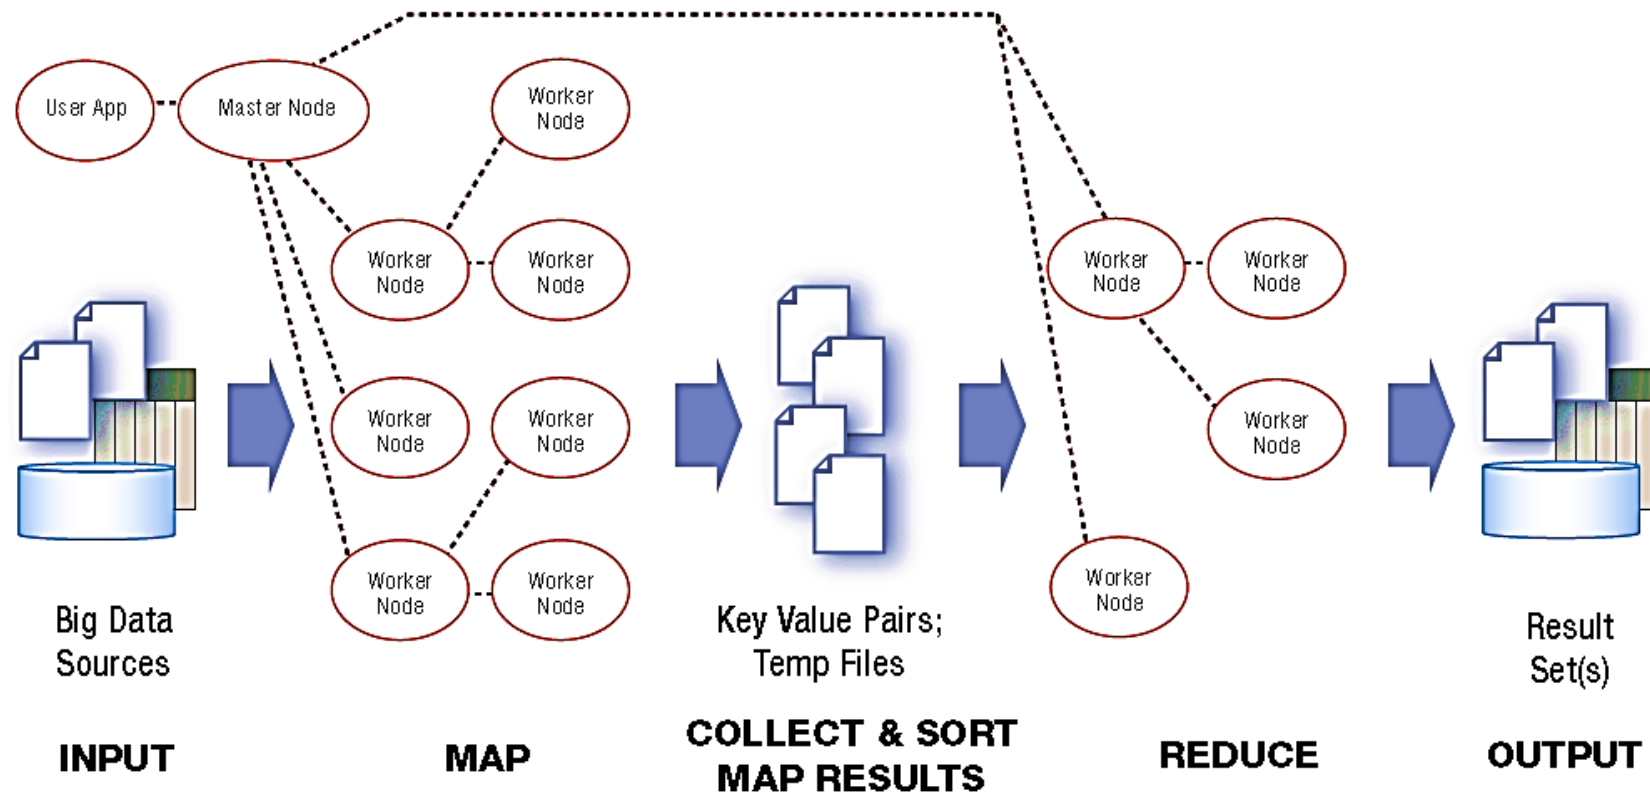 User App
Master Node
Worker
Node
Worker
Node
Worker
Node
Worker
Node
Worker
Node
Worker
Node
Worker
Node
Worker
Node
Worker
Node
Worker
Node
Worker
Node
Big Data
Sources
Key Value Pairs;
Temp Files
Result
Set(s)
INPUT
MAP
COLLECT & SORT
MAP RESULTS
REDUCE
OUTPUT